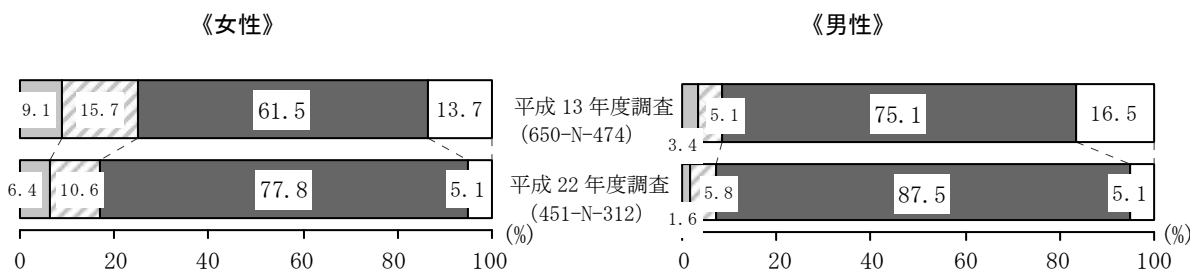 《女性》 《男性》
9.1 15.7 61.5 13.7 平成 13 年度調査 5.1 75.1 16.5
(650-N-474) 3.4
6.4 10.6 77.8 5.1 平成 22 年度調査 5.8 87.5 5.1
(451-N-312) 1.6
(%) (%)
0 20 40 60 80 100 0 20 40 60 80 100